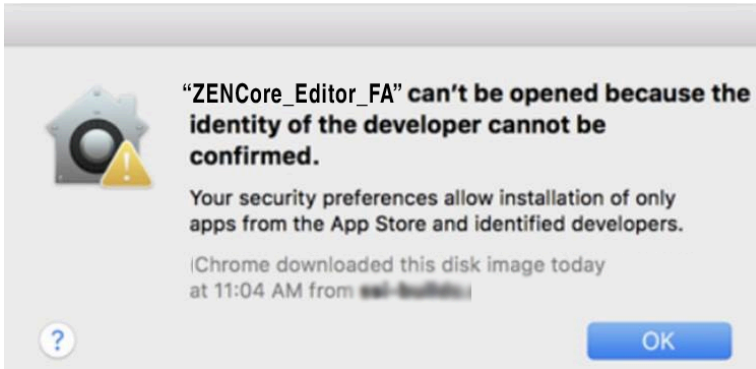 “ZENCore_Editor_FA” can’t be opened because the
identity of the developer cannot be
confirmed.
Your security preferences allow installation of only
apps from the App Store and identified developers.
Chrome downloaded this disk image today
at 11:04 AM from
?
OK